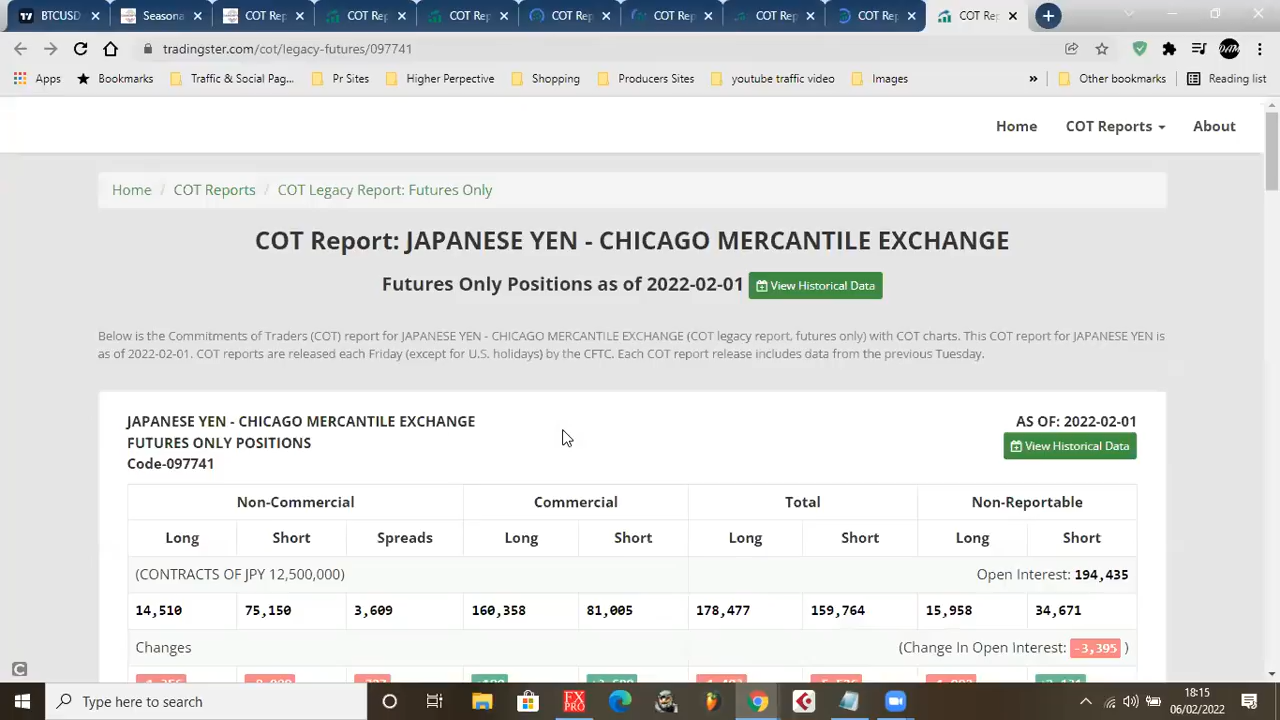 BTCUSD
Seasona
COT Rep
COT Rep
COT Rep
COT Rep
COT Rep
COT Rep
COT Rep
COT Rep
tradingster.com/cot/legacy-futures/097741
Apps
Bookmarks
Traffic & Social Pag...
Pr Sites
Higher Perpective
Shopping
Producers Sites
youtube traffic video
Images
»
Other bookmarks
Reading list
Home
COT Reports
About
Home / COT Reports / COT Legacy Report: Futures Only
COT Report: JAPANESE YEN - CHICAGO MERCANTILE EXCHANGE
Futures Only Positions as of 2022-02-01 View Historical Data
Below is the Commitments of Traders (COT) report for JAPANESE YEN - CHICAGO MERCANTILE EXCHANGE (COT legacy report, futures only) with COT charts. This COT report for JAPANESE YEN is
as of 2022-02-01. COT reports are released each Friday (except for U.S. holidays) by the CFTC. Each COT report release includes data from the previous Tuesday.
JAPANESE YEN - CHICAGO MERCANTILE EXCHANGE AS OF: 2022-02-01
FUTURES ONLY POSITIONS View Historical Data
Code-097741
Non-Commercial Commercial Total Non-Reportable
Long Short Spreads Long Short Long Short Long Short
(CONTRACTS OF JPY 12,500,000) Open Interest: 194,435
14,510 75,150 3,609 160,358 81,005 178,477 159,764 15,958 34,671
Changes (Change In Open Interest: -3,395 )
Type here to search
FX PRO
18:15
06/02/2022